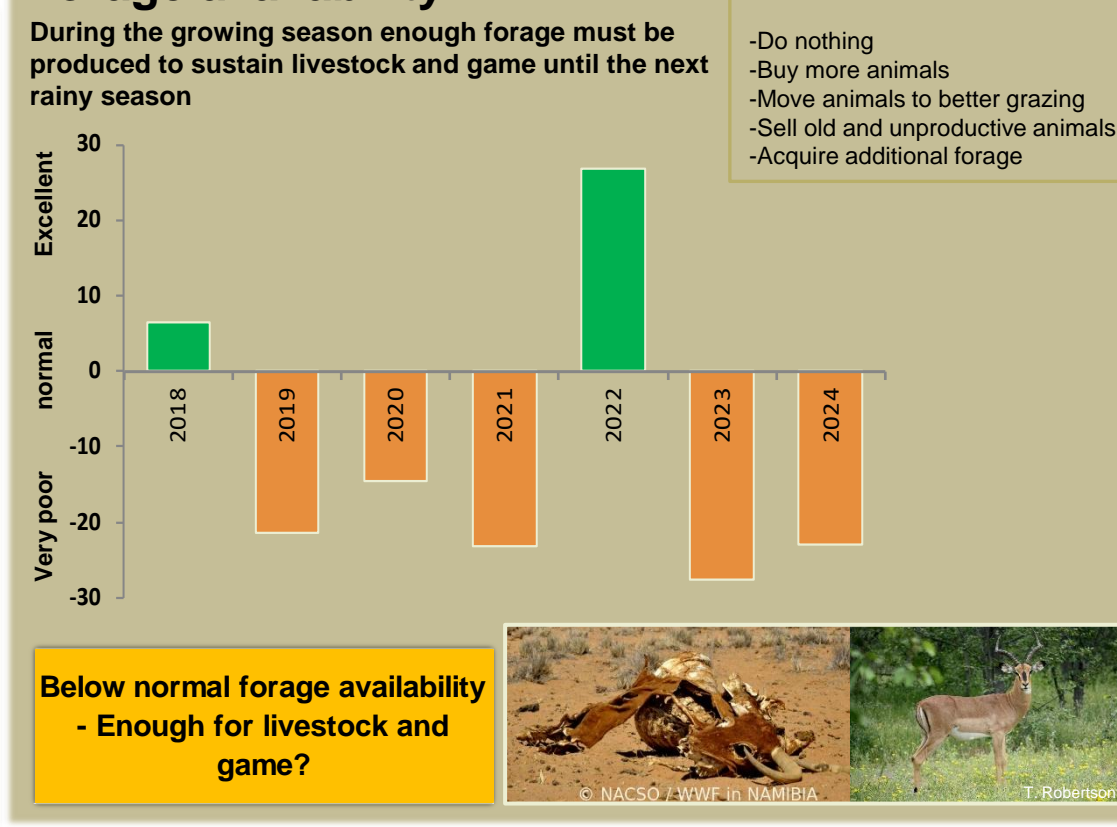 During the growing season enough forage must be
produced to sustain livestock and game until the next
rainy season
-Do nothing
-Buy more animals
-Move animals to better grazing
-Sell old and unproductive animals
-Acquire additional forage
Excellent
normal
Very poor
30
20
10
0
-10
-20
-30
2018
2019
2020
2021
2022
2023
2024
Below normal forage availability
- Enough for livestock and
game?
© NACSO / WWF in NAMIBIA
T. Robertson